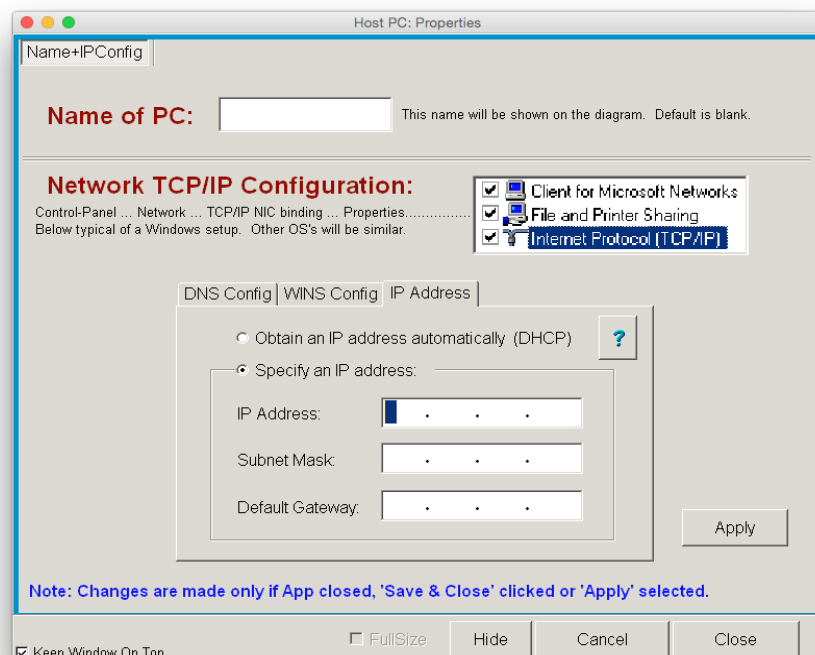 Host PC: Properties
Name+IPConfig
Name of PC:
This name will be shown on the diagram. Default is blank.
Network TCP/IP Configuration:
Control-Panel ... Network ... TCP/IP NIC binding ... Properties.................
Below typical of a Windows setup. Other OS's will be similar.
Client for Microsoft Networks
File and Printer Sharing
Internet Protocol (TCP/IP)
DNS Config WINS Config IP Address
Obtain an IP address automatically (DHCP)
?
Specify an IP address:
IP Address: . . .
Subnet Mask: . . .
Default Gateway: . . .
Apply
Note: Changes are made only if App closed, 'Save & Close' clicked or 'Apply' selected.
Keep Window On Top
FullSize Hide Cancel Close